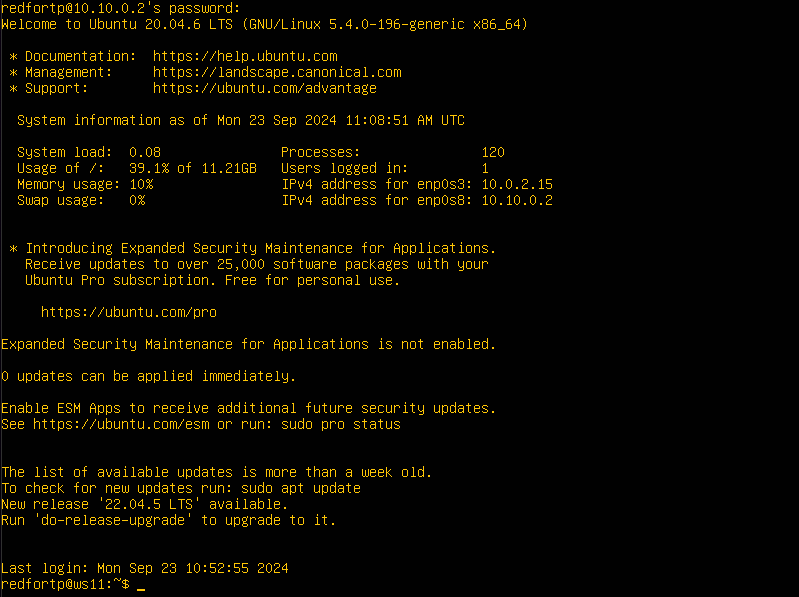 redfortp@10.10.0.2's password:
Welcome to Ubuntu 20.04.6 LTS (GNU/Linux 5.4.0-196-generic x86_64)
* Documentation:  https://help.ubuntu.com
* Management:     https://landscape.canonical.com
* Support:        https://ubuntu.com/advantage
System information as of Mon 23 Sep 2024 11:08:51 AM UTC
System load:  0.08               Processes:               120
Usage of /:   39.1% of 11.21GB   Users logged in:         1
Memory usage: 10%                IPv4 address for enp0s3: 10.0.2.15
Swap usage:   0%                 IPv4 address for enp0s8: 10.10.0.2
* Introducing Expanded Security Maintenance for Applications.
Receive updates to over 25,000 software packages with your
Ubuntu Pro subscription. Free for personal use.
https://ubuntu.com/pro
Expanded Security Maintenance for Applications is not enabled.
0 updates can be applied immediately.
Enable ESM Apps to receive additional future security updates.
See https://ubuntu.com/esm or run: sudo pro status
The list of available updates is more than a week old.
To check for new updates run: sudo apt update
New release '22.04.5 LTS' available.
Run 'do-release-upgrade' to upgrade to it.
Last login: Mon Sep 23 10:52:55 2024
redfortp@ws11:~$ _